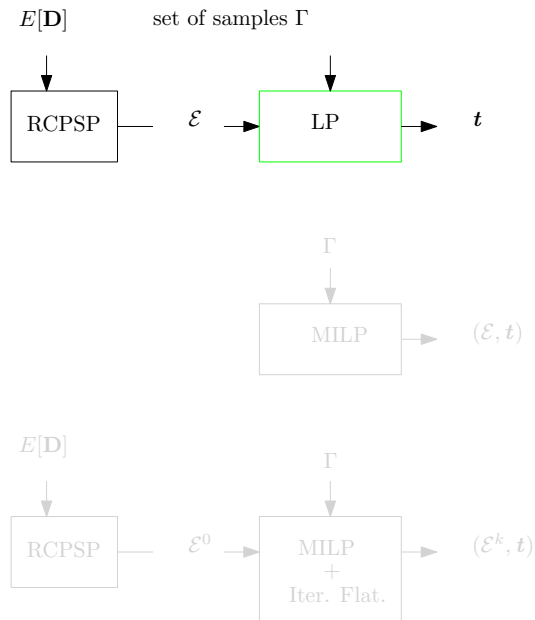 E[D] set of samples Γ
RCPSP ℰ LP t
Γ
MILP (ℰ, t)
E[D] Γ
RCPSP ℰ⁰ MILP (ℰᵏ, t)
+
Iter. Flat.